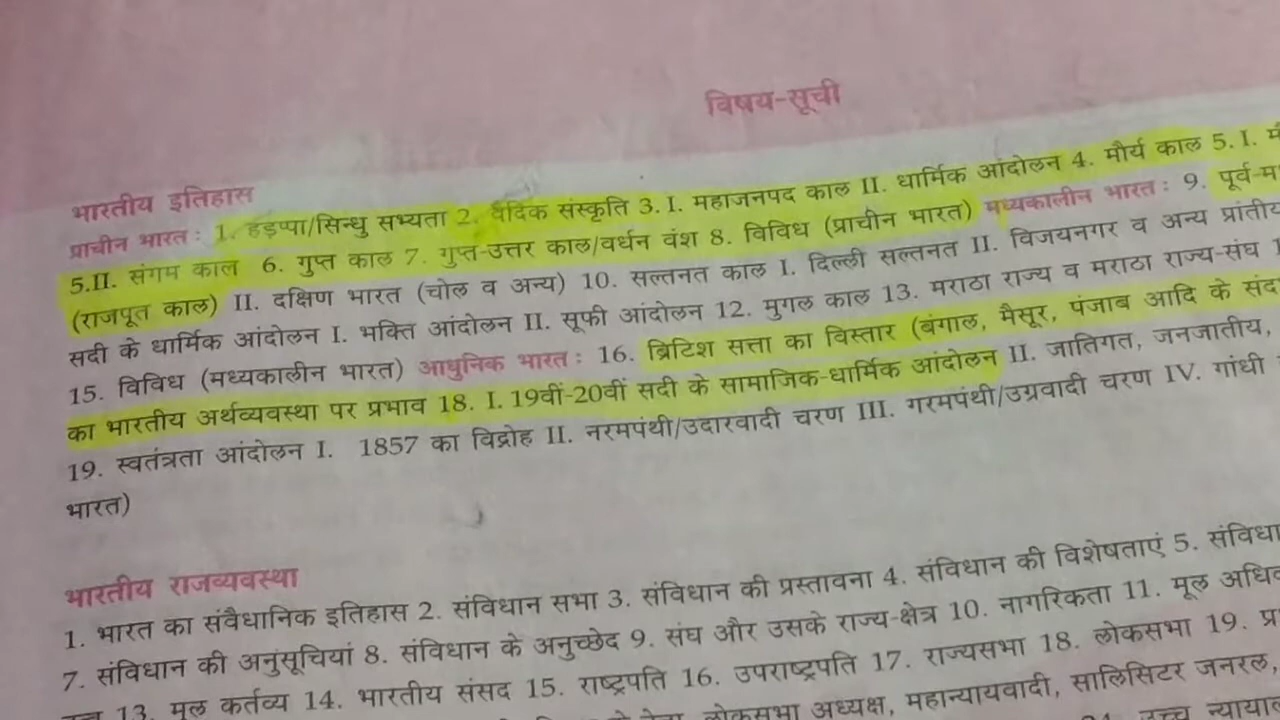 विषय-सूची
भारतीय इतिहास
प्राचीन भारत: 1. हड़प्पा/सिन्धु सभ्यता 2. वैदिक संस्कृति 3. I. महाजनपद काल II. धार्मिक आंदोलन 4. मौर्य काल 5. I.
5.II. संगम काल 6. गुप्त काल 7. गुप्त-उत्तर काल/वर्धन वंश 8. विविध (प्राचीन भारत) मध्यकालीन भारत: 9.
(राजपूत काल) II. दक्षिण भारत (चोल व अन्य) 10. सल्तनत काल I. दिल्ली सल्तनत II. विजयनगर व अन्य
सदी के धार्मिक आंदोलन I. भक्ति आंदोलन II. सूफी आंदोलन 12. मुगल काल 13. मराठा राज्य व मराठा राज्य-संघ
15. विविध (मध्यकालीन भारत) आधुनिक भारत: 16. ब्रिटिश सत्ता का विस्तार (बंगाल, मैसूर, पंजाब आदि के
का भारतीय अर्थव्यवस्था पर प्रभाव 18. I. 19वीं-20वीं सदी के सामाजिक-धार्मिक आंदोलन II. जातिगत, जनजातीय,
19. स्वतंत्रता आंदोलन I. 1857 का विद्रोह II. नरमपंथी/उदारवादी चरण III. गरमपंथी/उग्रवादी चरण IV. गांधी
भारत)
भारतीय राजव्यवस्था
1. भारत का संवैधानिक इतिहास 2. संविधान सभा 3. संविधान की प्रस्तावना 4. संविधान की विशेषताएं 5.
7. संविधान की अनुसूचियां 8. संविधान के अनुच्छेद 9. संघ और उसके राज्य-क्षेत्र 10. नागरिकता 11. मूल
13. मूल कर्तव्य 14. भारतीय संसद 15. राष्ट्रपति 16. उपराष्ट्रपति 17. राज्यसभा 18. लोकसभा 19.
लोकसभा अध्यक्ष, महान्यायवादी, सालिसिटर जनरल,
उच्च